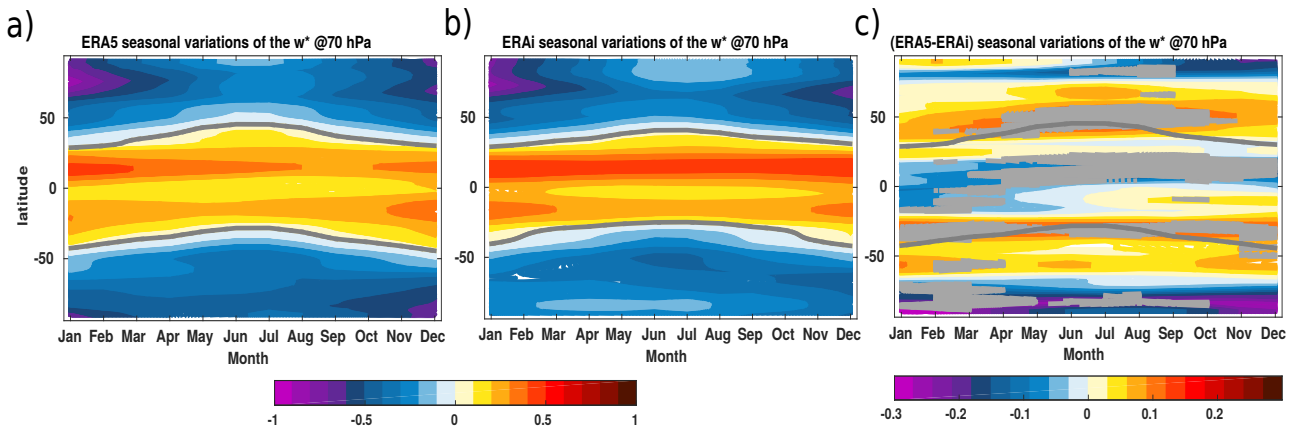 a)
ERA5 seasonal variations of the w* @70 hPa
latitude
50
0
-50
Jan Feb Mar Apr May Jun Jul Aug Sep Oct Nov Dec
Month
b)
ERAi seasonal variations of the w* @70 hPa
50
0
-50
Jan Feb Mar Apr May Jun Jul Aug Sep Oct Nov Dec
Month
-1 -0.5 0 0.5 1
c)
(ERA5-ERAi) seasonal variations of the w* @70 hPa
50
0
-50
Jan Feb Mar Apr May Jun Jul Aug Sep Oct Nov Dec
Month
-0.3 -0.2 -0.1 0 0.1 0.2